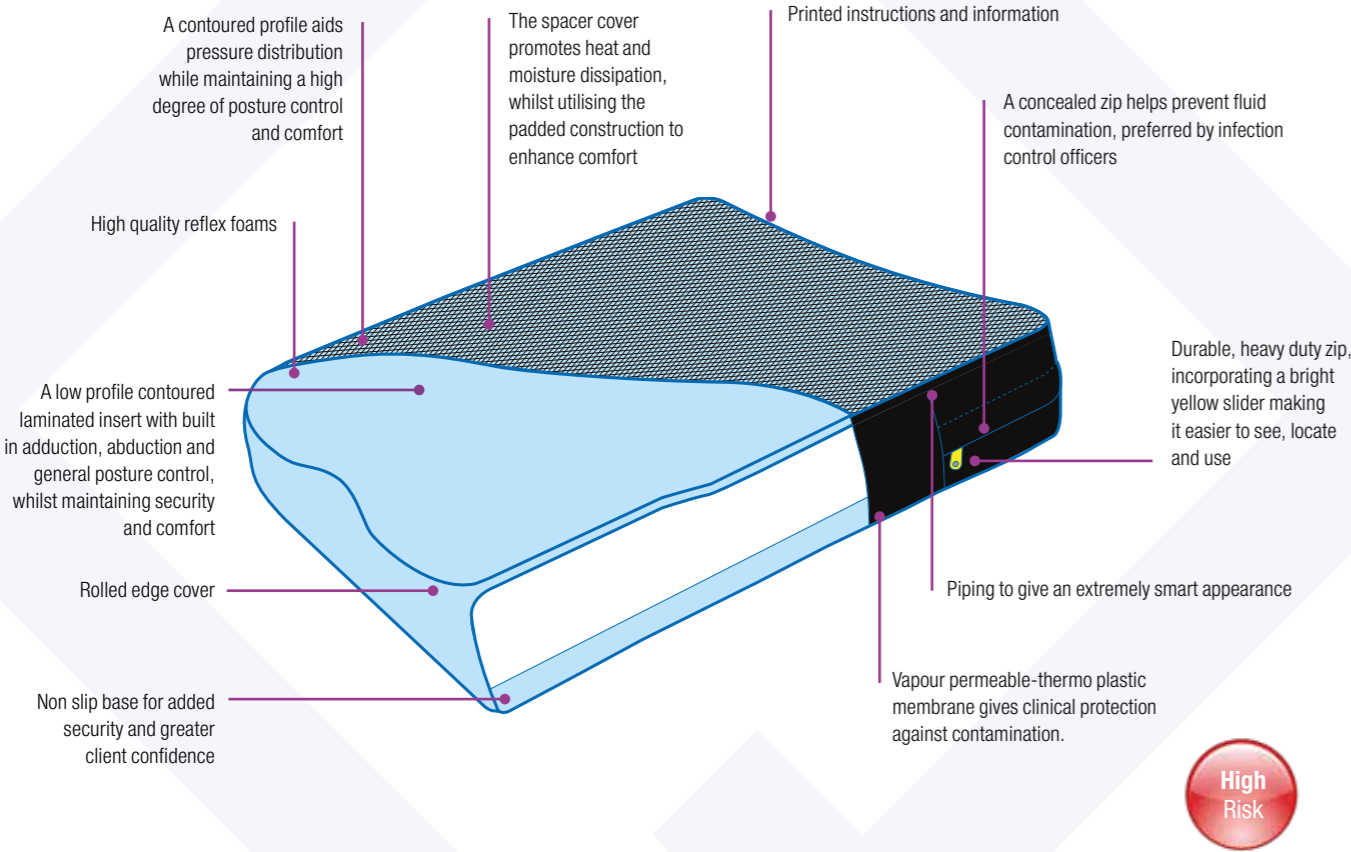 A contoured profile aids
pressure distribution
while maintaining a high
degree of posture control
and comfort
The spacer cover
promotes heat and
moisture dissipation,
whilst utilising the
padded construction to
enhance comfort
Printed instructions and information
A concealed zip helps prevent fluid
contamination, preferred by infection
control officers
High quality reflex foams
Durable, heavy duty zip,
incorporating a bright
yellow slider making
it easier to see, locate
and use
A low profile contoured
laminated insert with built
in adduction, abduction and
general posture control,
whilst maintaining security
and comfort
Rolled edge cover
Piping to give an extremely smart appearance
Non slip base for added
security and greater
client confidence
Vapour permeable-thermo plastic
membrane gives clinical protection
against contamination.
High
Risk